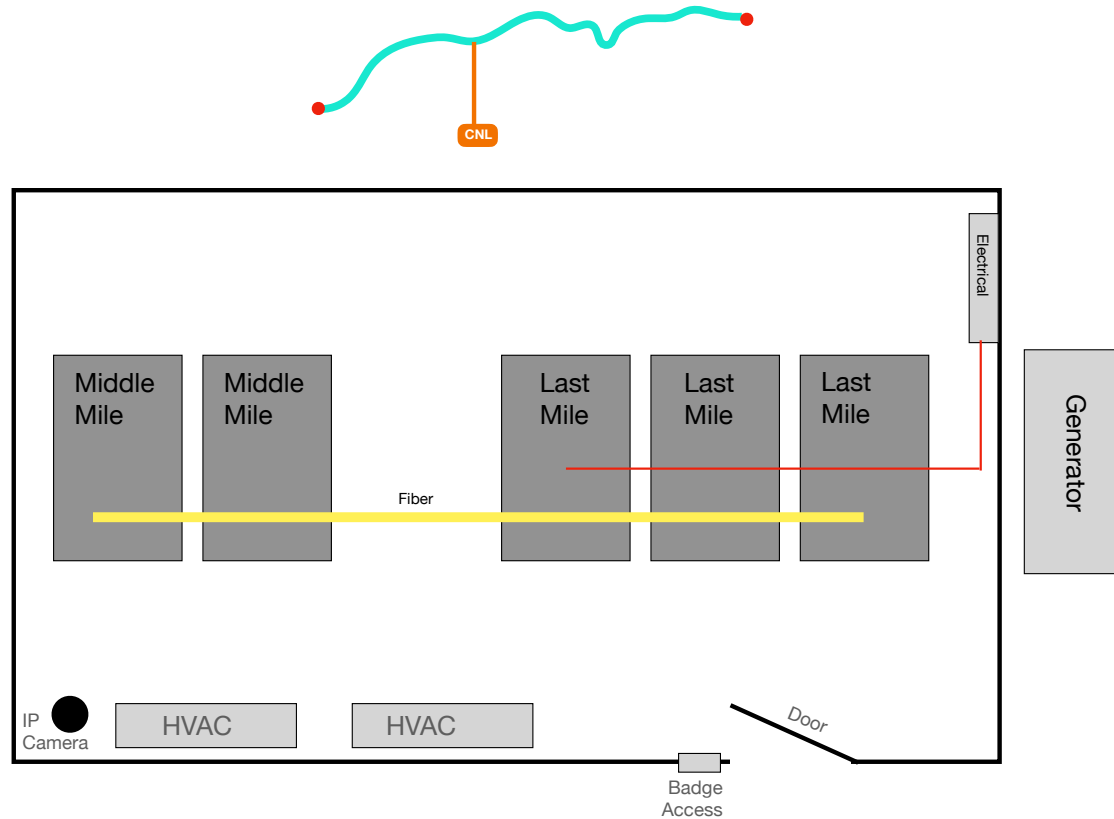 CNL
Electrical
Middle
Mile
Middle
Mile
Last
Mile
Last
Mile
Last
Mile
Generator
Fiber
IP
Camera
HVAC
HVAC
Door
Badge
Access